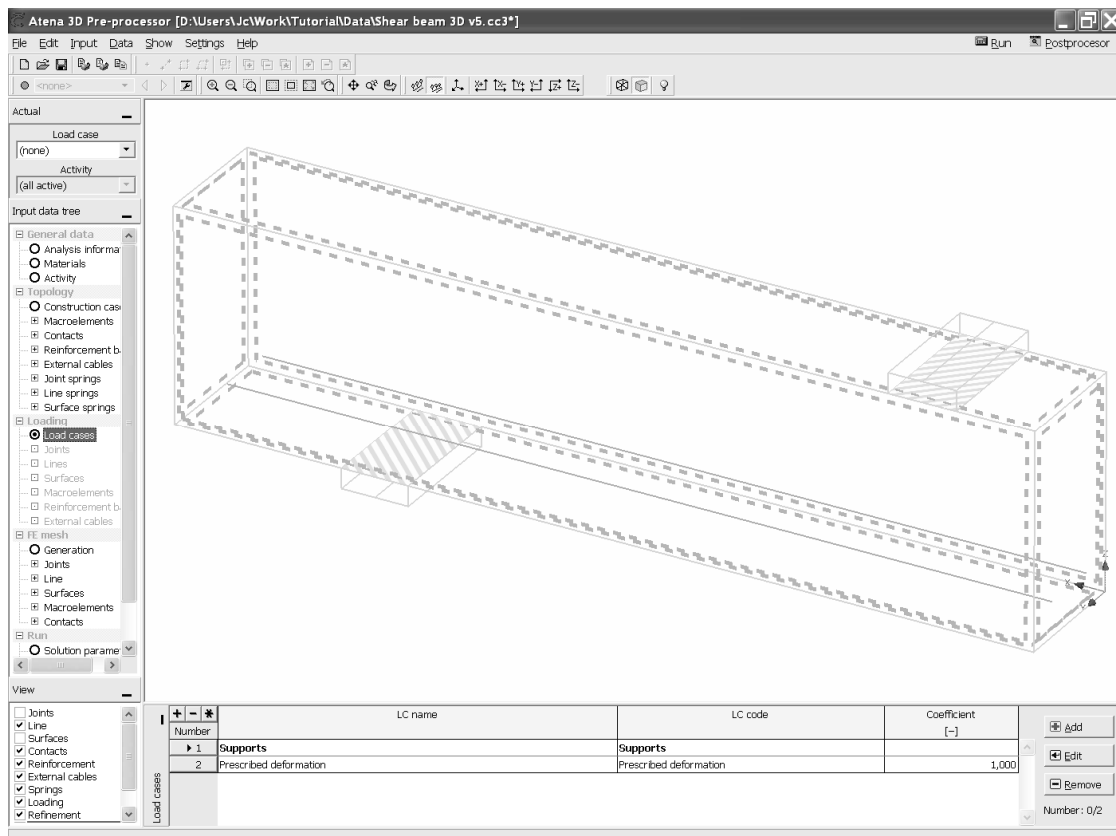 Atena 3D Pre-processor [D:\Users\Jc\Work\Tutorial\Data\Shear beam 3D v5.cc3*]
File Edit Input Data Show Settings Help Run Postprocesor
<none>
Actual
Load case
(none)
Activity
(all active)
Input data tree
General data
Analysis informa
Materials
Activity
Topology
Construction cas
Macroelements
Contacts
Reinforcement b
External cables
Joint springs
Line springs
Surface springs
Loading
Load cases
Joints
Lines
Surfaces
Macroelements
Reinforcement b
External cables
FE mesh
Generation
Joints
Line
Surfaces
Macroelements
Contacts
Run
Solution parame
View
Joints
Line
Surfaces
Contacts
Reinforcement
External cables
Springs
Loading
Refinement
Z
X
Load cases
Number LC name LC code Coefficient
[-]
1 Supports Supports
2 Prescribed deformation Prescribed deformation 1,000
Add
Edit
Remove
Number: 0/2